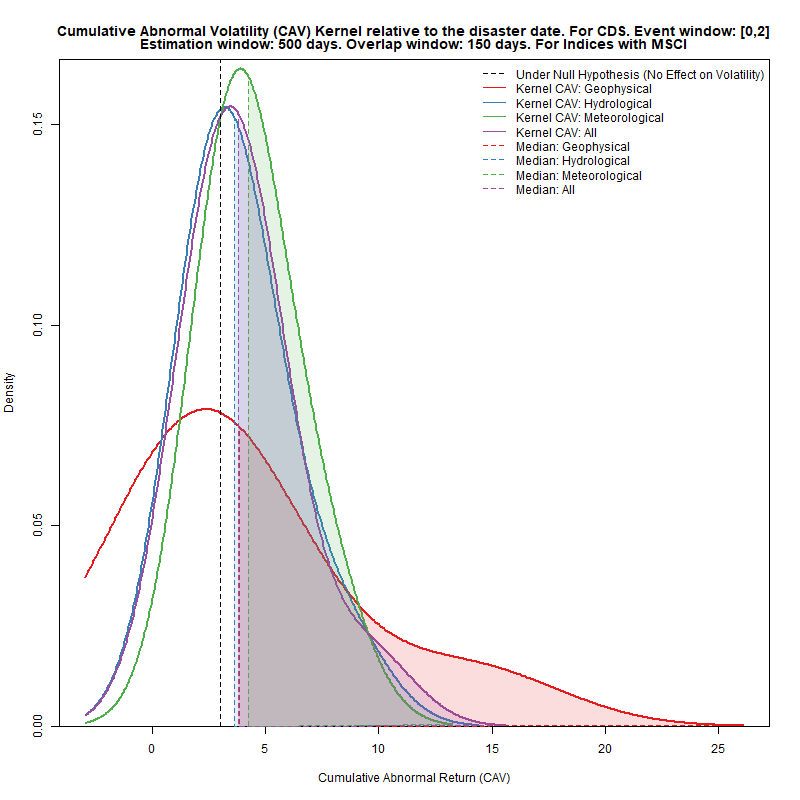 Cumulative Abnormal Volatility (CAV) Kernel relative to the disaster date. For CDS. Event window: [0,2]
Estimation window: 500 days. Overlap window: 150 days. For Indices with MSCI
Under Null Hypothesis (No Effect on Volatility)
Kernel CAV: Geophysical
Kernel CAV: Hydrological
Kernel CAV: Meteorological
Kernel CAV: All
Median: Geophysical
Median: Hydrological
Median: Meteorological
Median: All
Density
0.15
0.10
0.05
0.00
0 5 10 15 20 25
Cumulative Abnormal Return (CAV)